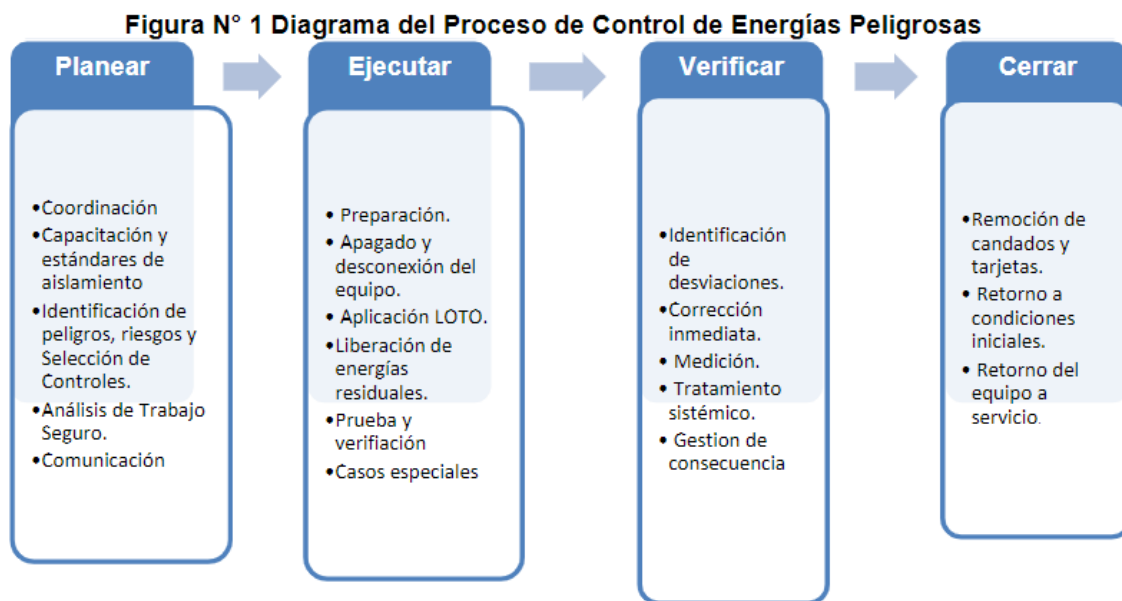 Figura N° 1 Diagrama del Proceso de Control de Energías Peligrosas
Planear
•Coordinación
•Capacitación y
estándares de
aislamiento
•Identificación de
peligros, riesgos y
Selección de
Controles.
•Análisis de Trabajo
Seguro.
•Comunicación
Ejecutar
• Preparación.
• Apagado y
desconexión del
equipo.
• Aplicación LOTO.
•Liberación de
energías
residuales.
•Prueba y
verifiación
•Casos especiales
Verificar
•Identificación
de
desviaciones.
•Corrección
inmediata.
• Medición.
• Tratamiento
sistémico.
• Gestion de
consecuencia
Cerrar
•Remoción de
candados y
tarjetas.
• Retorno a
condiciones
iniciales.
• Retorno del
equipo a
servicio.